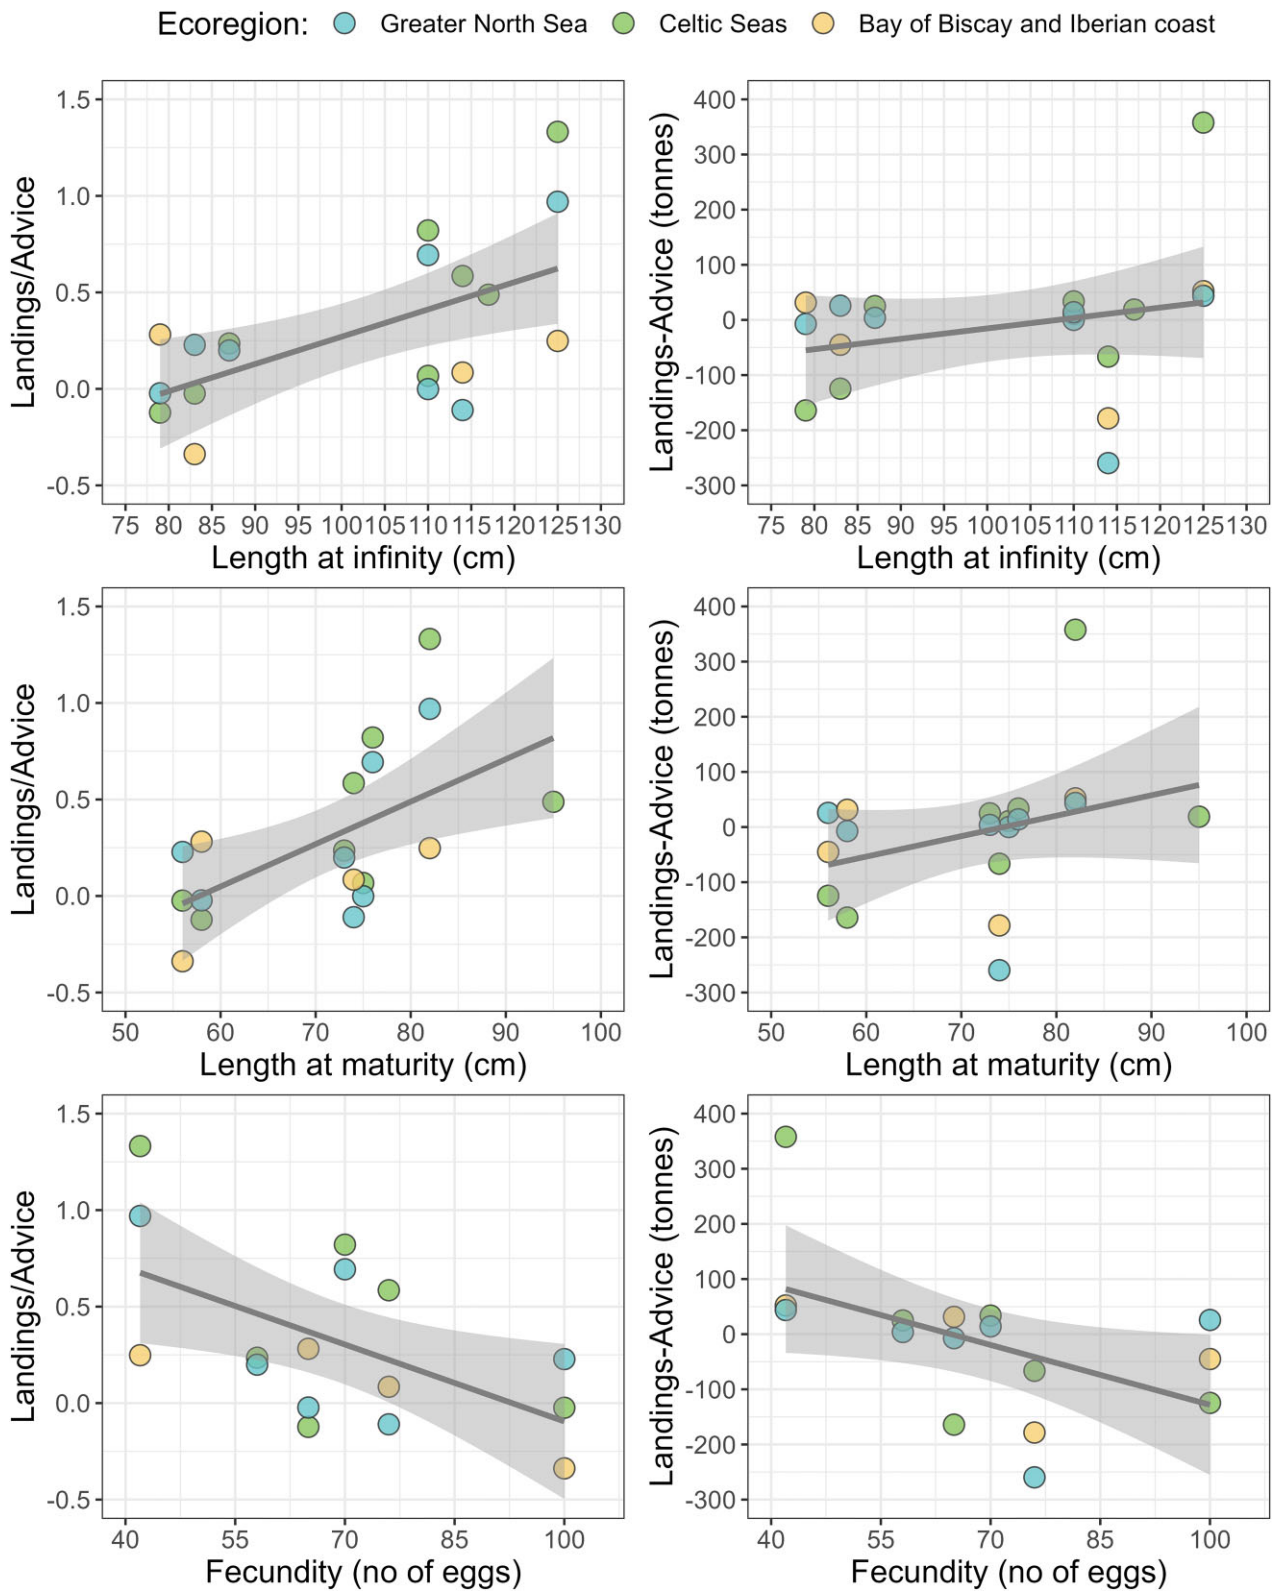 Ecoregion: Greater North Sea Celtic Seas Bay of Biscay and Iberian coast
Landings/Advice
1.5
1.0
0.5
0.0
-0.5
75 80 85 90 95 100 105 110 115 120 125 130
Length at infinity (cm)
Landings-Advice (tonnes)
400
300
200
100
0
-100
-200
-300
75 80 85 90 95 100 105 110 115 120 125 130
Length at infinity (cm)
Landings/Advice
1.5
1.0
0.5
0.0
-0.5
50 60 70 80 90 100
Length at maturity (cm)
Landings-Advice (tonnes)
400
300
200
100
0
-100
-200
-300
50 60 70 80 90 100
Length at maturity (cm)
Landings/Advice
1.5
1.0
0.5
0.0
-0.5
40 55 70 85 100
Fecundity (no of eggs)
Landings-Advice (tonnes)
400
300
200
100
0
-100
-200
-300
40 55 70 85 100
Fecundity (no of eggs)